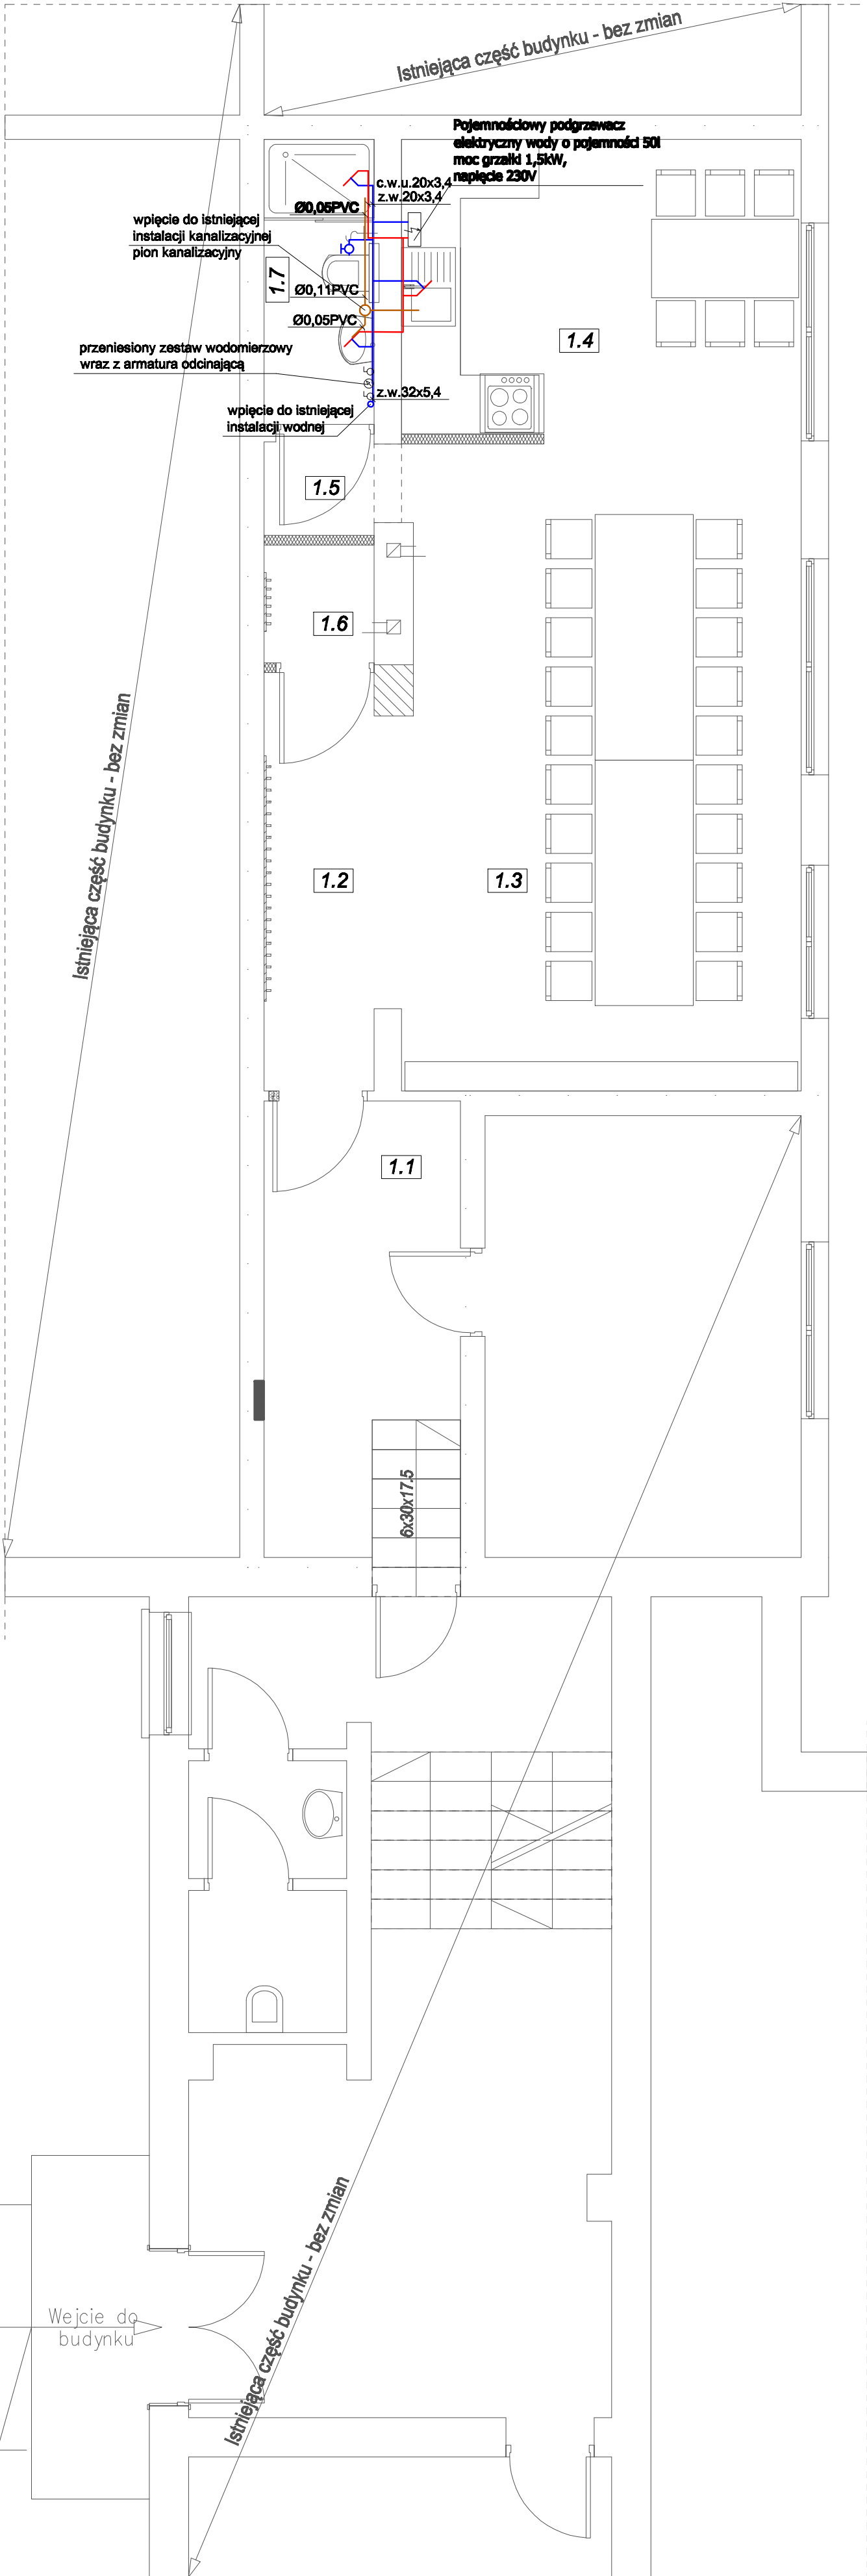 Istniejąca część budynku - bez zmian
Pojemnościowy podgrzewacz
elektryczny wody o pojemności 50l
moc grzałki 1,5kW,
napięcie 230V
c.w.u.20x3,4
z.w.20x3,4
Ø0,05PVC
wpięcie do istniejącej
instalacji kanalizacyjnej
pion kanalizacyjny
1.7
Ø0,11PVC
Ø0,05PVC
1.4
przeniesiony zestaw wodomierzowy
wraz z armatura odcinającą
z.w.32x5,4
wpięcie do istniejącej
instalacji wodnej
1.5
1.6
Istniejąca część budynku - bez zmian
1.2
1.3
1.1
6x30x17.5
Istniejąca część budynku - bez zmian
Wejcie do
budynku